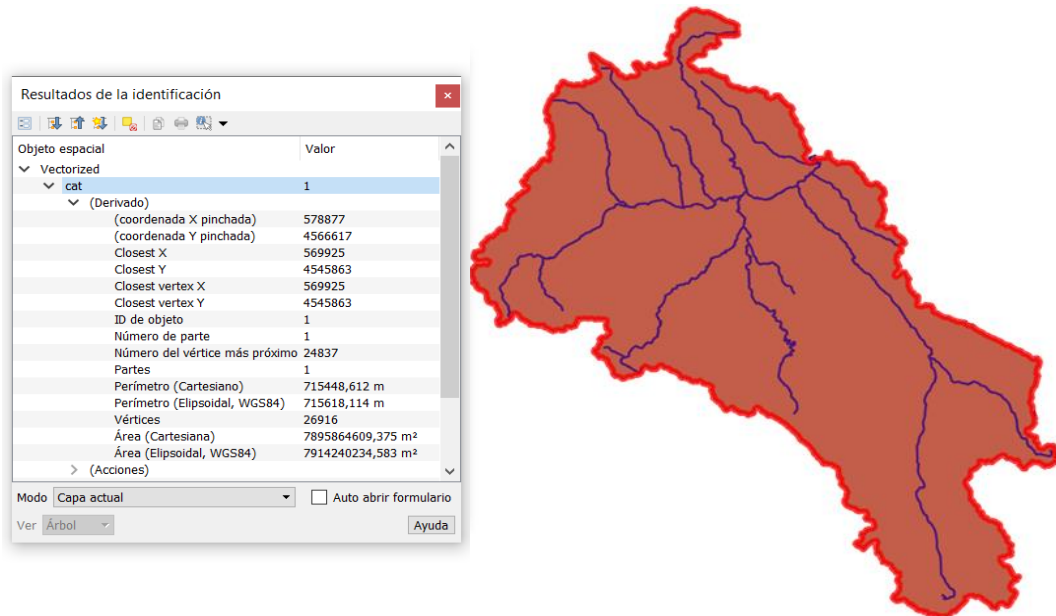 Resultados de la identificación
Objeto espacial Valor
Vectorized
cat 1
(Derivado)
(coordenada X pinchada) 578877
(coordenada Y pinchada) 4566617
Closest X 569925
Closest Y 4545863
Closest vertex X 569925
Closest vertex Y 4545863
ID de objeto 1
Número de parte 1
Número del vértice más próximo 24837
Partes 1
Perímetro (Cartesiano) 715448,612 m
Perímetro (Elipsoidal, WGS84) 715618,114 m
Vértices 26916
Área (Cartesiana) 7895864609,375 m²
Área (Elipsoidal, WGS84) 7914240234,583 m²
(Acciones)
Modo Capa actual Auto abrir formulario
Ver Árbol Ayuda